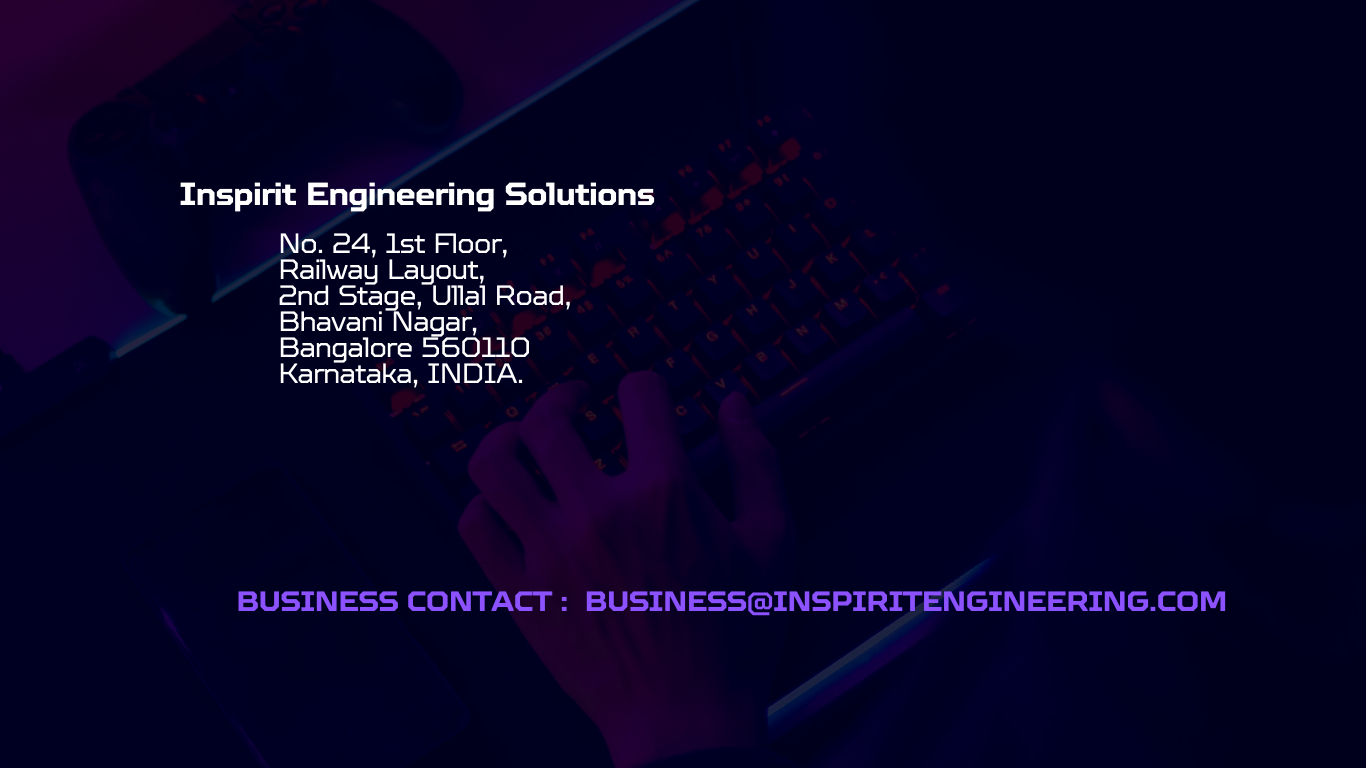 Inspirit Engineering Solutions
No. 24, 1st Floor,
Railway Layout,
2nd Stage, Ullal Road,
Bhavani Nagar,
Bangalore 560110
Karnataka, INDIA.
BUSINESS CONTACT :  BUSINESS@INSPIRITENGINEERING.COM